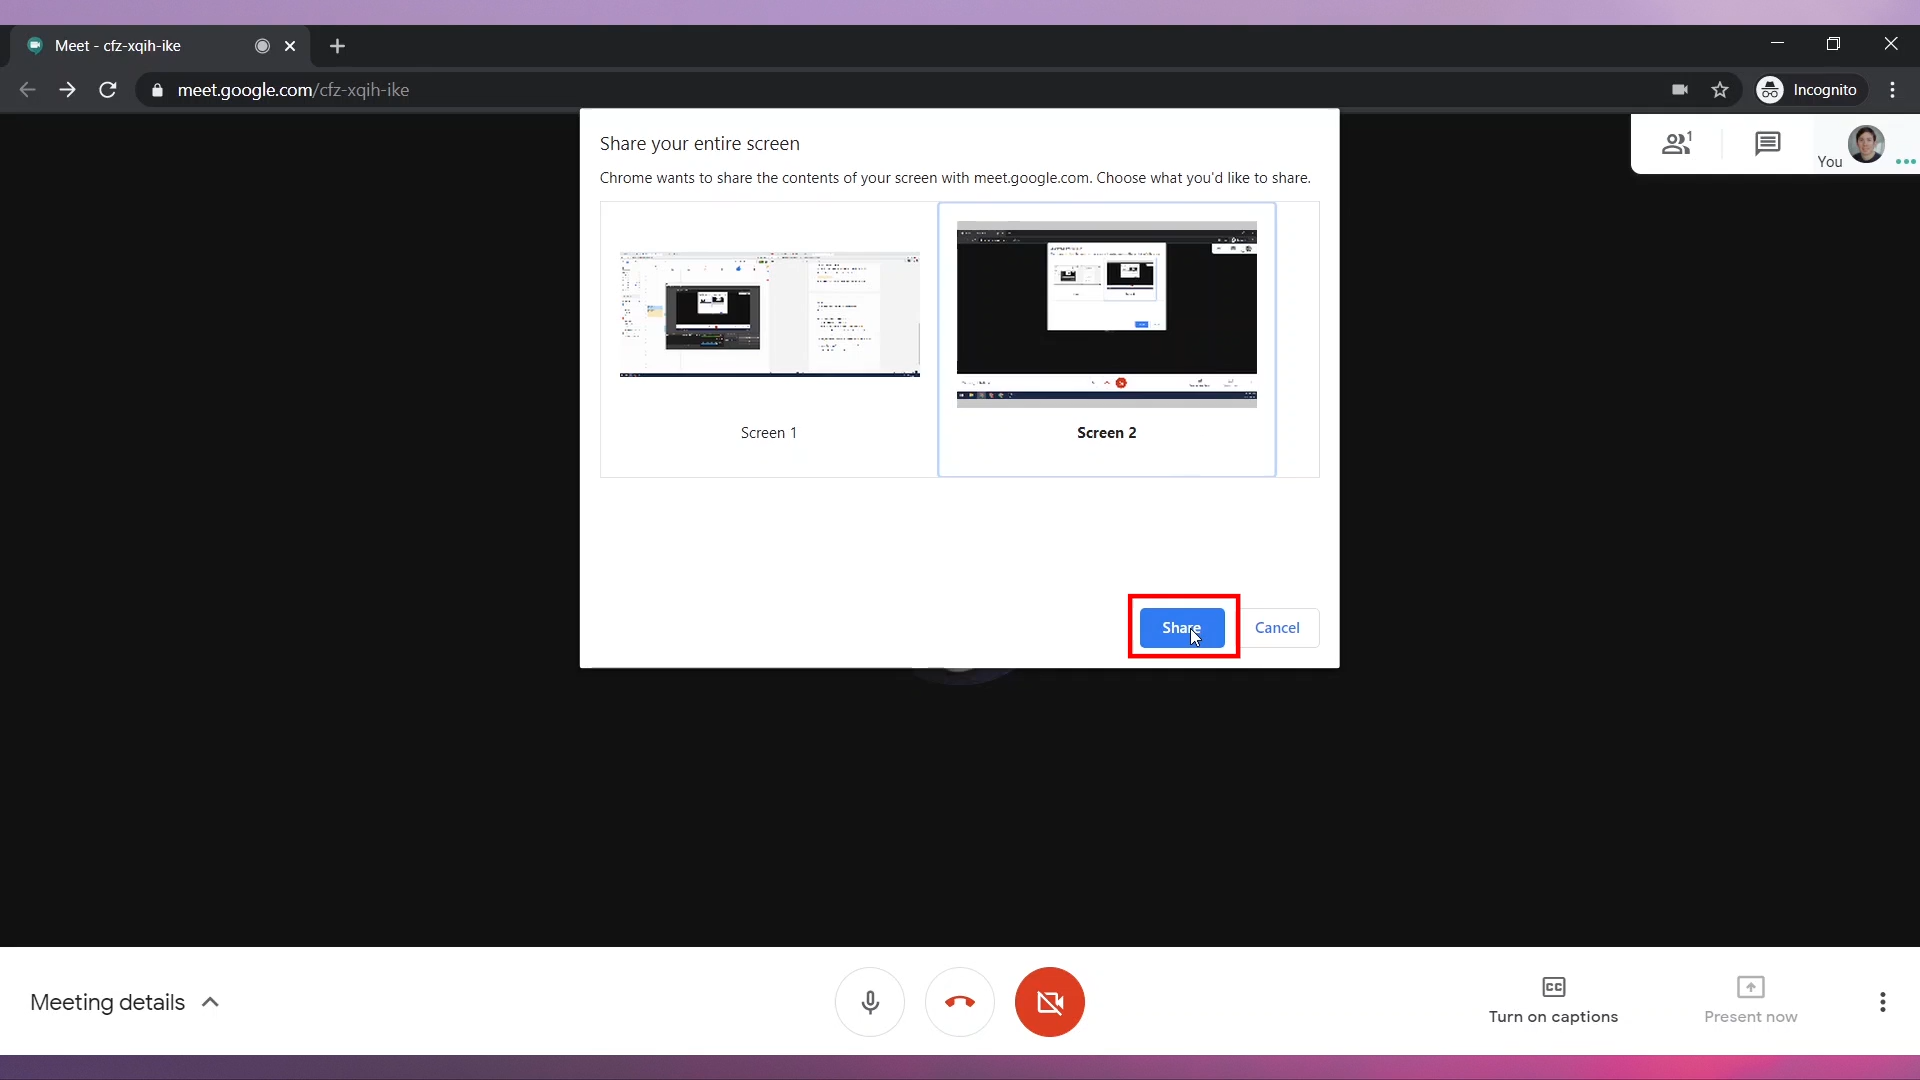 Meet - cfz-xqih-ike
meet.google.com/cfz-xqih-ike
Incognito
1
You
Share your entire screen
Chrome wants to share the contents of your screen with meet.google.com. Choose what you'd like to share.
Screen 1
Screen 2
Share
Cancel
Meeting details
CC
Turn on captions
Present now